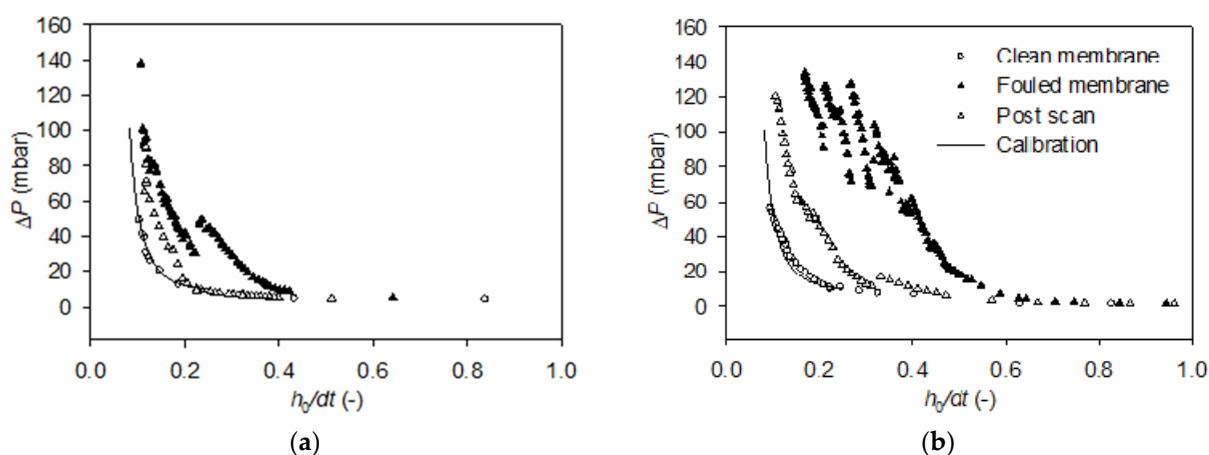 160
140
120
100
80
60
40
20
0
ΔP (mbar)
0.0 0.2 0.4 0.6 0.8 1.0
h₀/dt (-)
(a)
160
140
120
100
80
60
40
20
0
ΔP (mbar)
Clean membrane
Fouled membrane
Post scan
Calibration
0.0 0.2 0.4 0.6 0.8 1.0
h₀/dt (-)
(b)